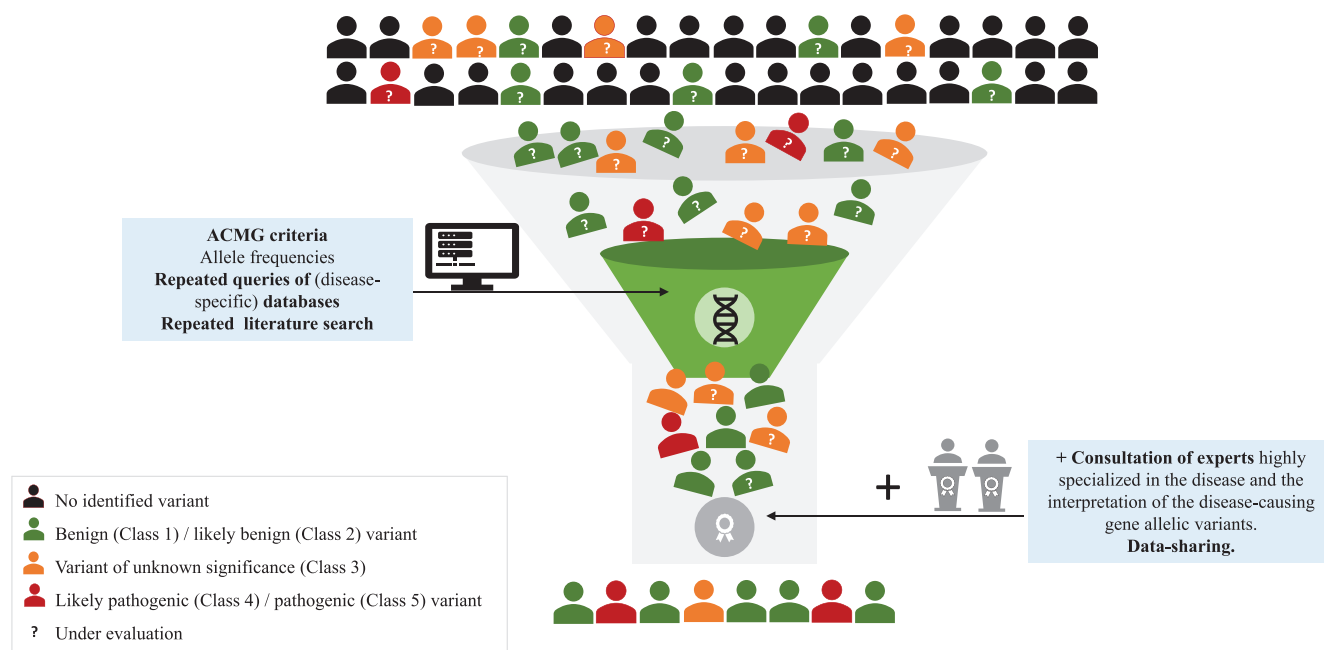 ? ? ? ? ? ?
? ? ? ?
? ? ? ? ? ? ? ?
? ? ? ? ? ?
ACMG criteria
Allele frequencies
Repeated queries of (disease-
specific) databases
Repeated literature search
?
?
?
+
+ Consultation of experts highly
specialized in the disease and the
interpretation of the disease-causing
gene allelic variants.
Data-sharing.
No identified variant
Benign (Class 1) / likely benign (Class 2) variant
Variant of unknown significance (Class 3)
Likely pathogenic (Class 4) / pathogenic (Class 5) variant
? Under evaluation